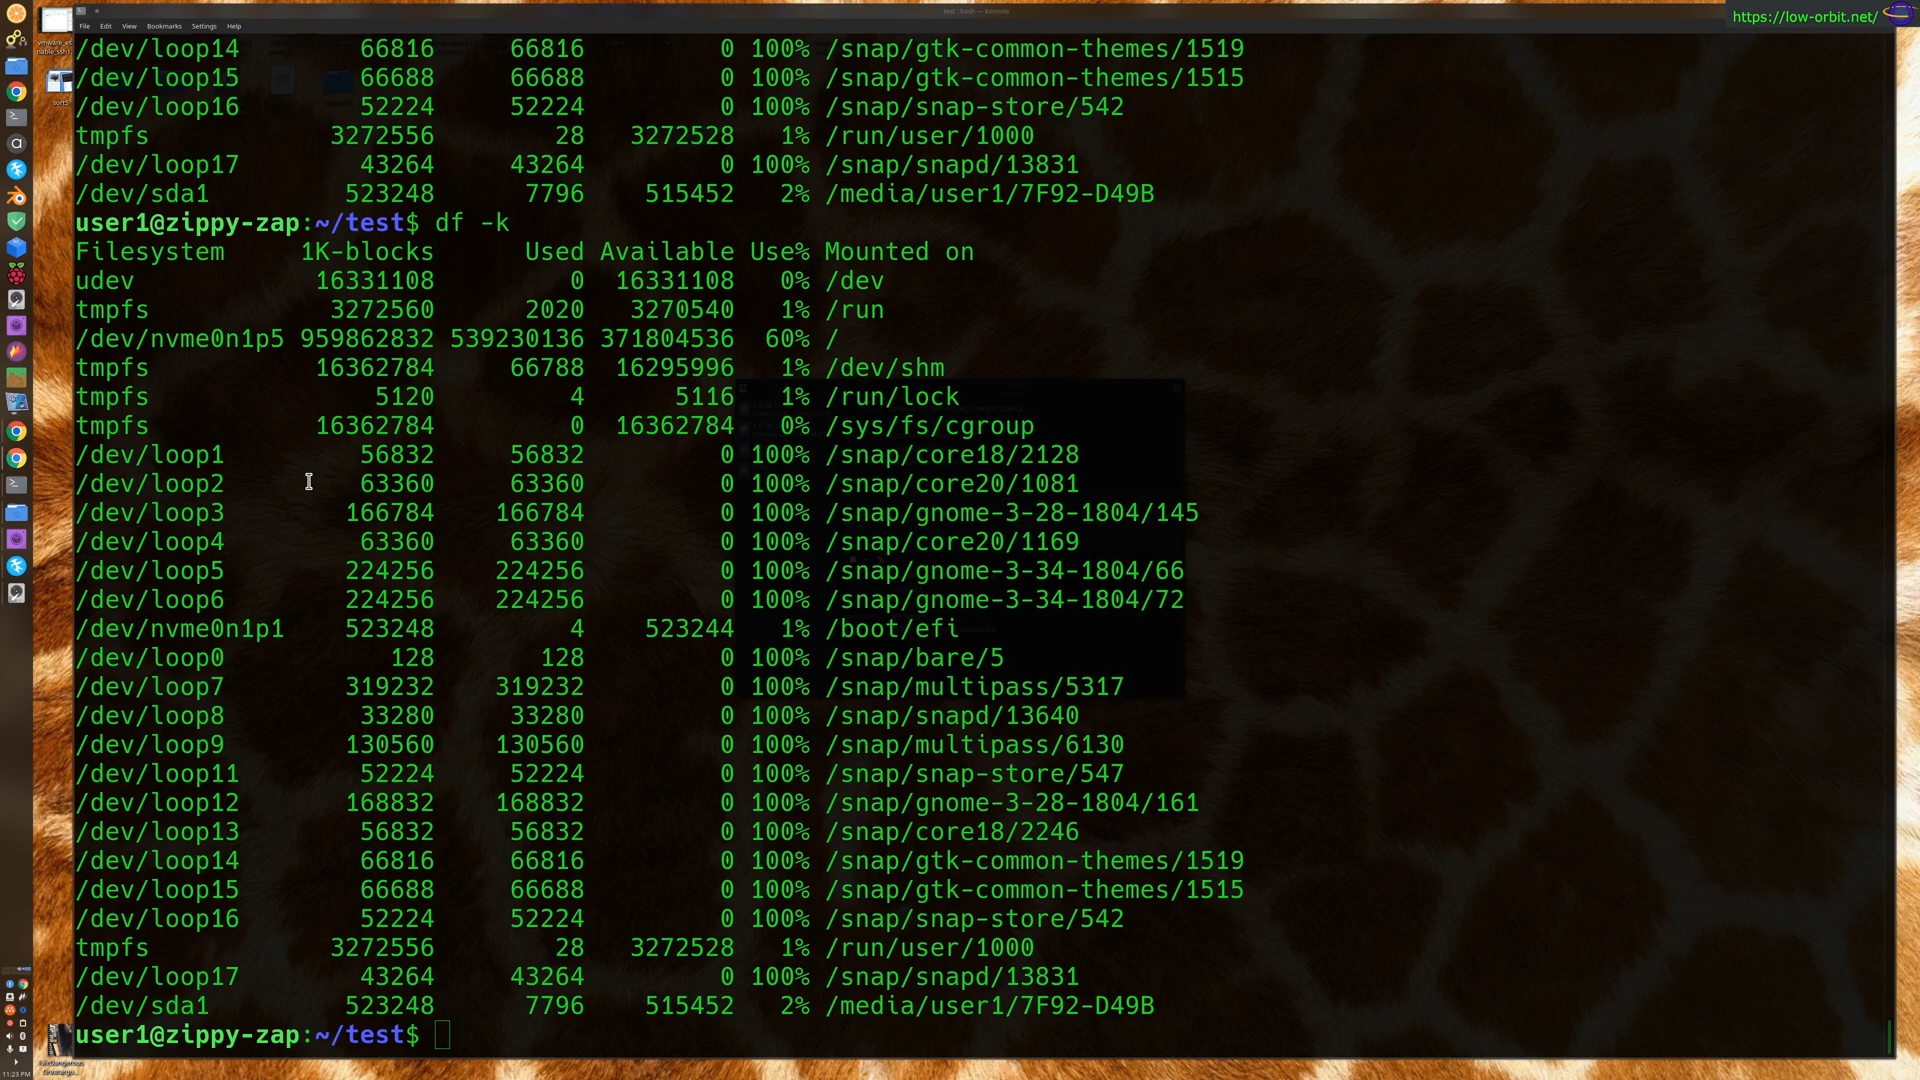 test : bash — Konsole
https://low-orbit.net/
File Edit View Bookmarks Settings Help
/dev/loop14 66816 66816 0 100% /snap/gtk-common-themes/1519
/dev/loop15 66688 66688 0 100% /snap/gtk-common-themes/1515
/dev/loop16 52224 52224 0 100% /snap/snap-store/542
tmpfs 3272556 28 3272528 1% /run/user/1000
/dev/loop17 43264 43264 0 100% /snap/snapd/13831
/dev/sda1 523248 7796 515452 2% /media/user1/7F92-D49B
user1@zippy-zap:~/test$ df -k
Filesystem 1K-blocks Used Available Use% Mounted on
udev 16331108 0 16331108 0% /dev
tmpfs 3272560 2020 3270540 1% /run
/dev/nvme0n1p5 959862832 539230136 371804536 60% /
tmpfs 16362784 66788 16295996 1% /dev/shm
tmpfs 5120 4 5116 1% /run/lock
tmpfs 16362784 0 16362784 0% /sys/fs/cgroup
/dev/loop1 56832 56832 0 100% /snap/core18/2128
/dev/loop2 63360 63360 0 100% /snap/core20/1081
/dev/loop3 166784 166784 0 100% /snap/gnome-3-28-1804/145
/dev/loop4 63360 63360 0 100% /snap/core20/1169
/dev/loop5 224256 224256 0 100% /snap/gnome-3-34-1804/66
/dev/loop6 224256 224256 0 100% /snap/gnome-3-34-1804/72
/dev/nvme0n1p1 523248 4 523244 1% /boot/efi
/dev/loop0 128 128 0 100% /snap/bare/5
/dev/loop7 319232 319232 0 100% /snap/multipass/5317
/dev/loop8 33280 33280 0 100% /snap/snapd/13640
/dev/loop9 130560 130560 0 100% /snap/multipass/6130
/dev/loop11 52224 52224 0 100% /snap/snap-store/547
/dev/loop12 168832 168832 0 100% /snap/gnome-3-28-1804/161
/dev/loop13 56832 56832 0 100% /snap/core18/2246
/dev/loop14 66816 66816 0 100% /snap/gtk-common-themes/1519
/dev/loop15 66688 66688 0 100% /snap/gtk-common-themes/1515
/dev/loop16 52224 52224 0 100% /snap/snap-store/542
tmpfs 3272556 28 3272528 1% /run/user/1000
/dev/loop17 43264 43264 0 100% /snap/snapd/13831
/dev/sda1 523248 7796 515452 2% /media/user1/7F92-D49B
user1@zippy-zap:~/test$
11:23 PM